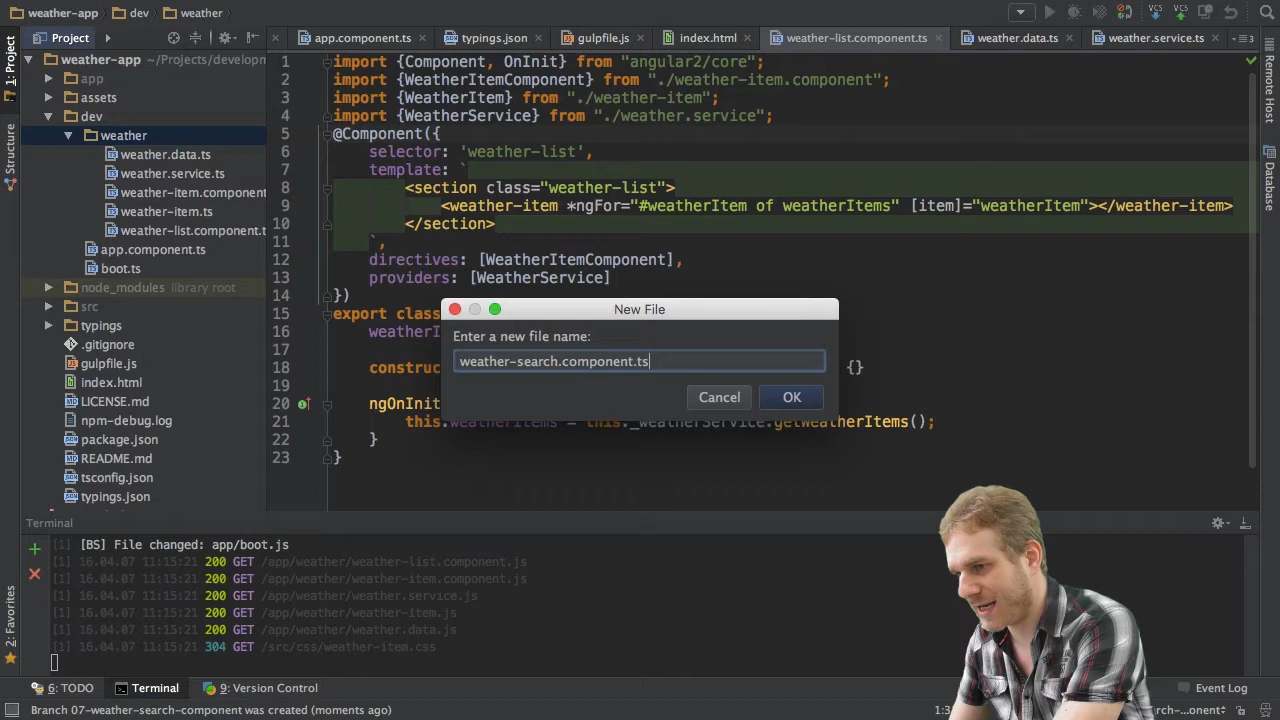 weather-app
dev
weather
VCS
VCS
1: Project
Structure
2: Favorites
Project
app.component.ts
typings.json
gulpfile.js
index.html
weather-list.component.ts
weather.data.ts
weather.service.ts
3
weather-app ~/Projects/developm
app
assets
dev
weather
weather.data.ts
weather.service.ts
weather-item.component
weather-item.ts
weather-list.component.t
app.component.ts
boot.ts
node_modules library root
src
typings
.gitignore
gulpfile.js
index.html
LICENSE.md
npm-debug.log
package.json
README.md
tsconfig.json
typings.json
1 import {Component, OnInit} from "angular2/core";
2 import {WeatherItemComponent} from "./weather-item.component";
3 import {WeatherItem} from "./weather-item";
4 import {WeatherService} from "./weather.service";
5 @Component({
6 selector: 'weather-list',
7 template: `
8 <section class="weather-list">
9 <weather-item *ngFor="#weatherItem of weatherItems" [item]="weatherItem"></weather-item>
10 </section>
11 `,
12 directives: [WeatherItemComponent],
13 providers: [WeatherService]
14 })
15 export class
16 weatherI
17
18 construc {}
19
20 ngOnInit
21 this.weatherItems = this._weatherService.getWeatherItems();
22 }
23 }
New File
Enter a new file name:
weather-search.component.ts
Cancel
OK
Remote Host
Database
Terminal
[1] [BS] File changed: app/boot.js
[1] 16.04.07 11:15:21 200 GET /app/weather/weather-list.component.js
[1] 16.04.07 11:15:21 200 GET /app/weather/weather-item.component.js
[1] 16.04.07 11:15:21 200 GET /app/weather/weather.service.js
[1] 16.04.07 11:15:21 200 GET /app/weather/weather-item.js
[1] 16.04.07 11:15:21 200 GET /app/weather/weather.data.js
[1] 16.04.07 11:15:21 304 GET /src/css/weather-item.css
6: TODO
Terminal
9: Version Control
Event Log
Branch 07-weather-search-component was created (moments ago)
1:3
rch-...onent